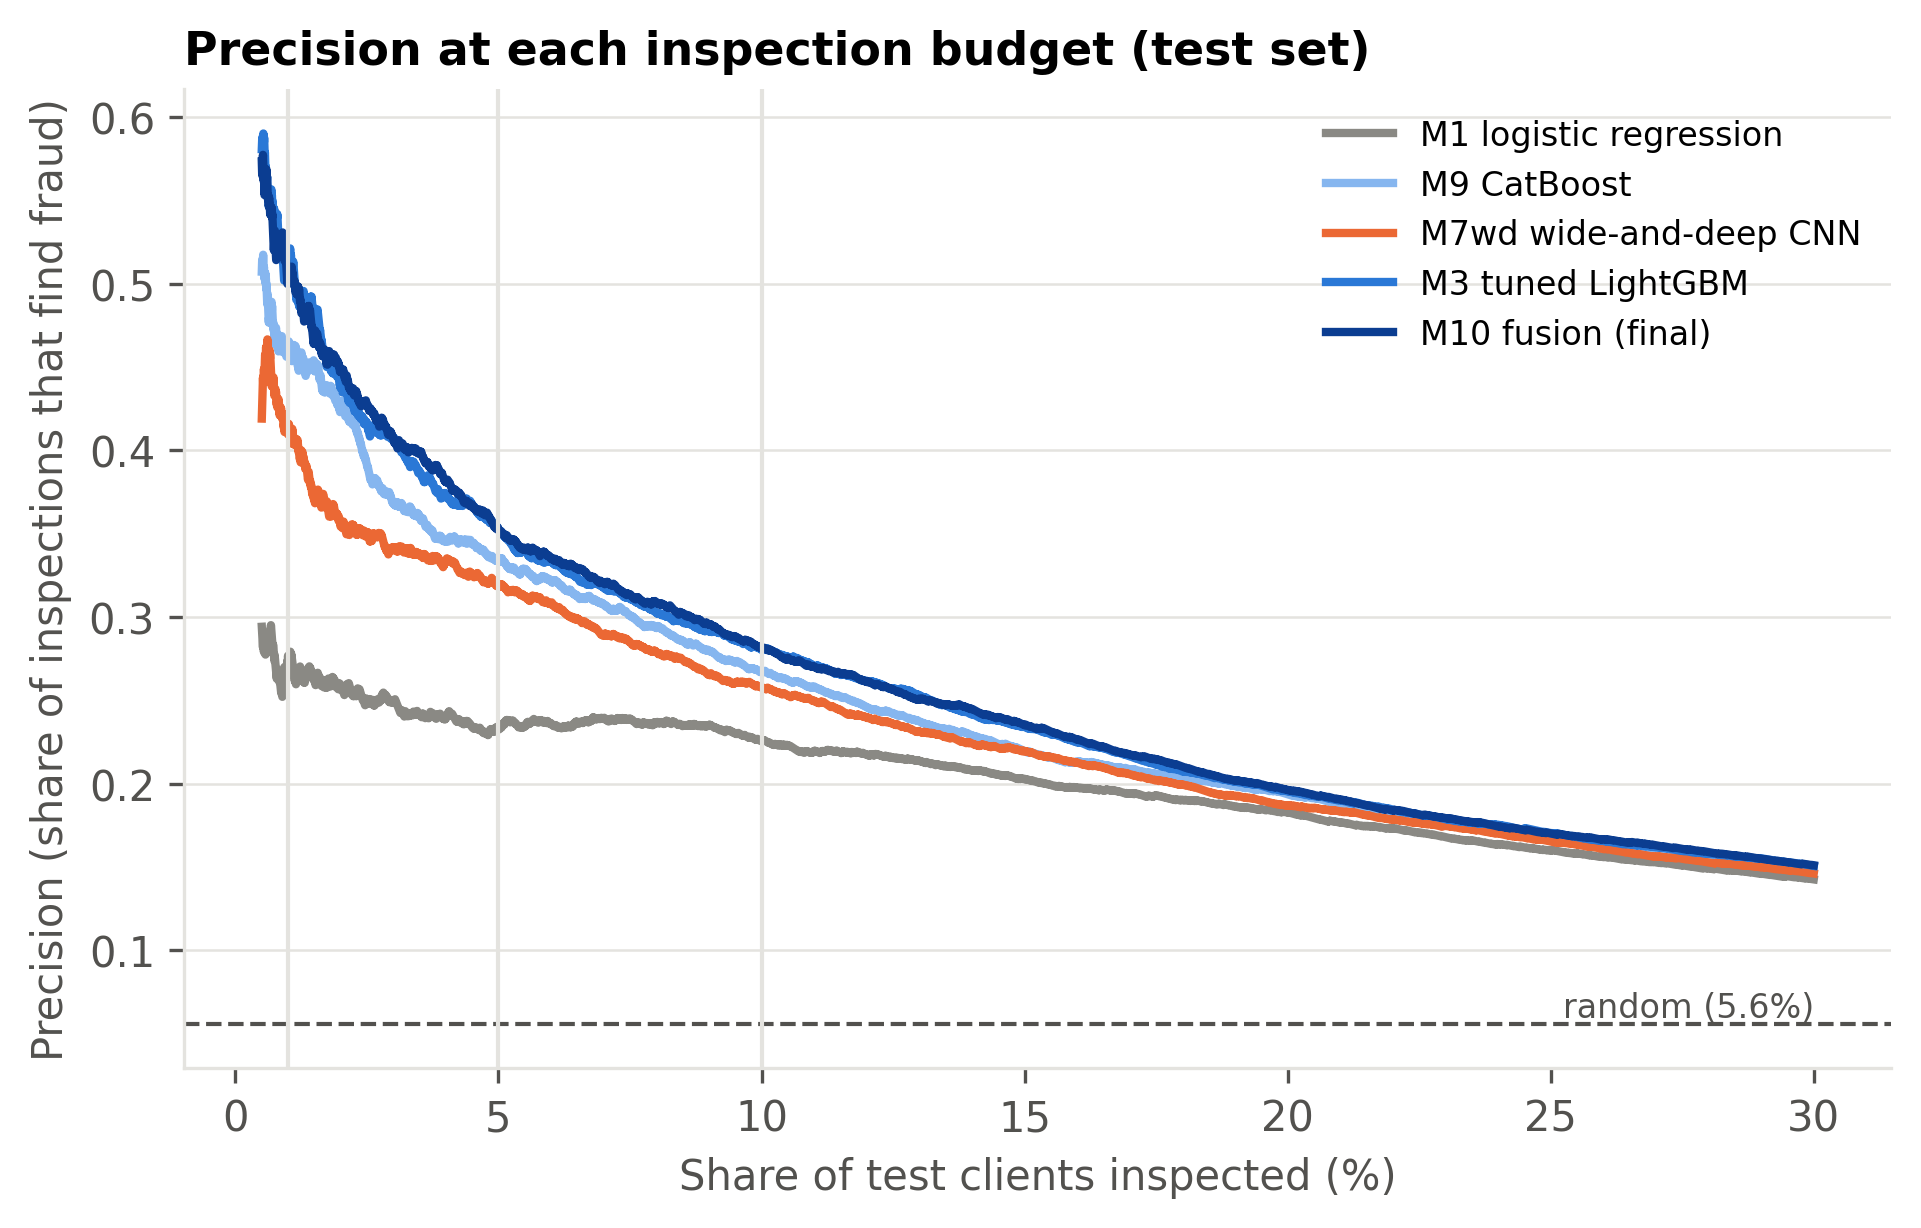 Precision at each inspection budget (test set)
Precision (share of inspections that find fraud)
0.6
0.5
0.4
0.3
0.2
0.1
M1 logistic regression
M9 CatBoost
M7wd wide-and-deep CNN
M3 tuned LightGBM
M10 fusion (final)
random (5.6%)
0 5 10 15 20 25 30
Share of test clients inspected (%)